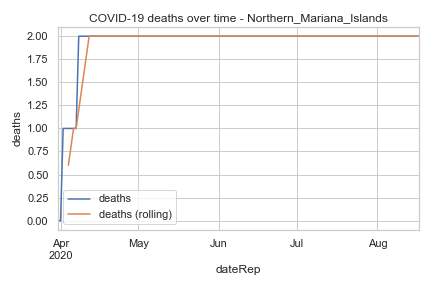 COVID-19 deaths over time - Northern_Mariana_Islands
2.00
1.75
1.50
1.25
1.00
0.75
0.50
0.25
0.00
deaths
deaths
deaths (rolling)
Apr May Jun Jul Aug
2020
dateRep